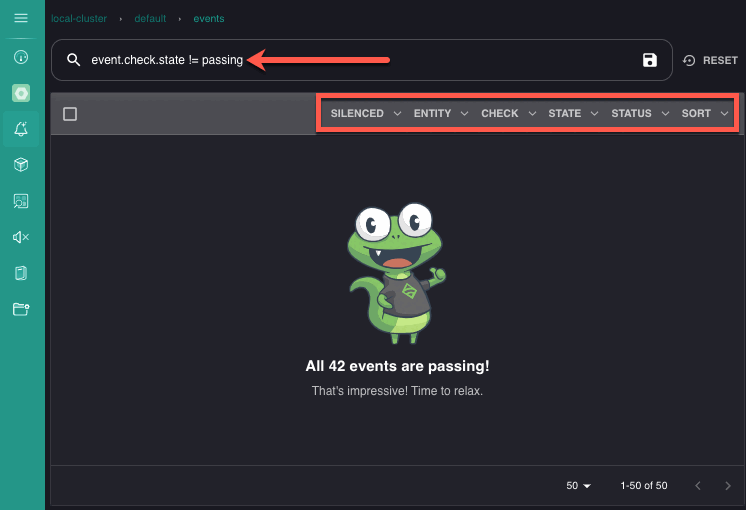 local-cluster › default › events
event.check.state != passing RESET
SILENCED ENTITY CHECK STATE STATUS SORT
All 42 events are passing!
That's impressive! Time to relax.
50 1-50 of 50